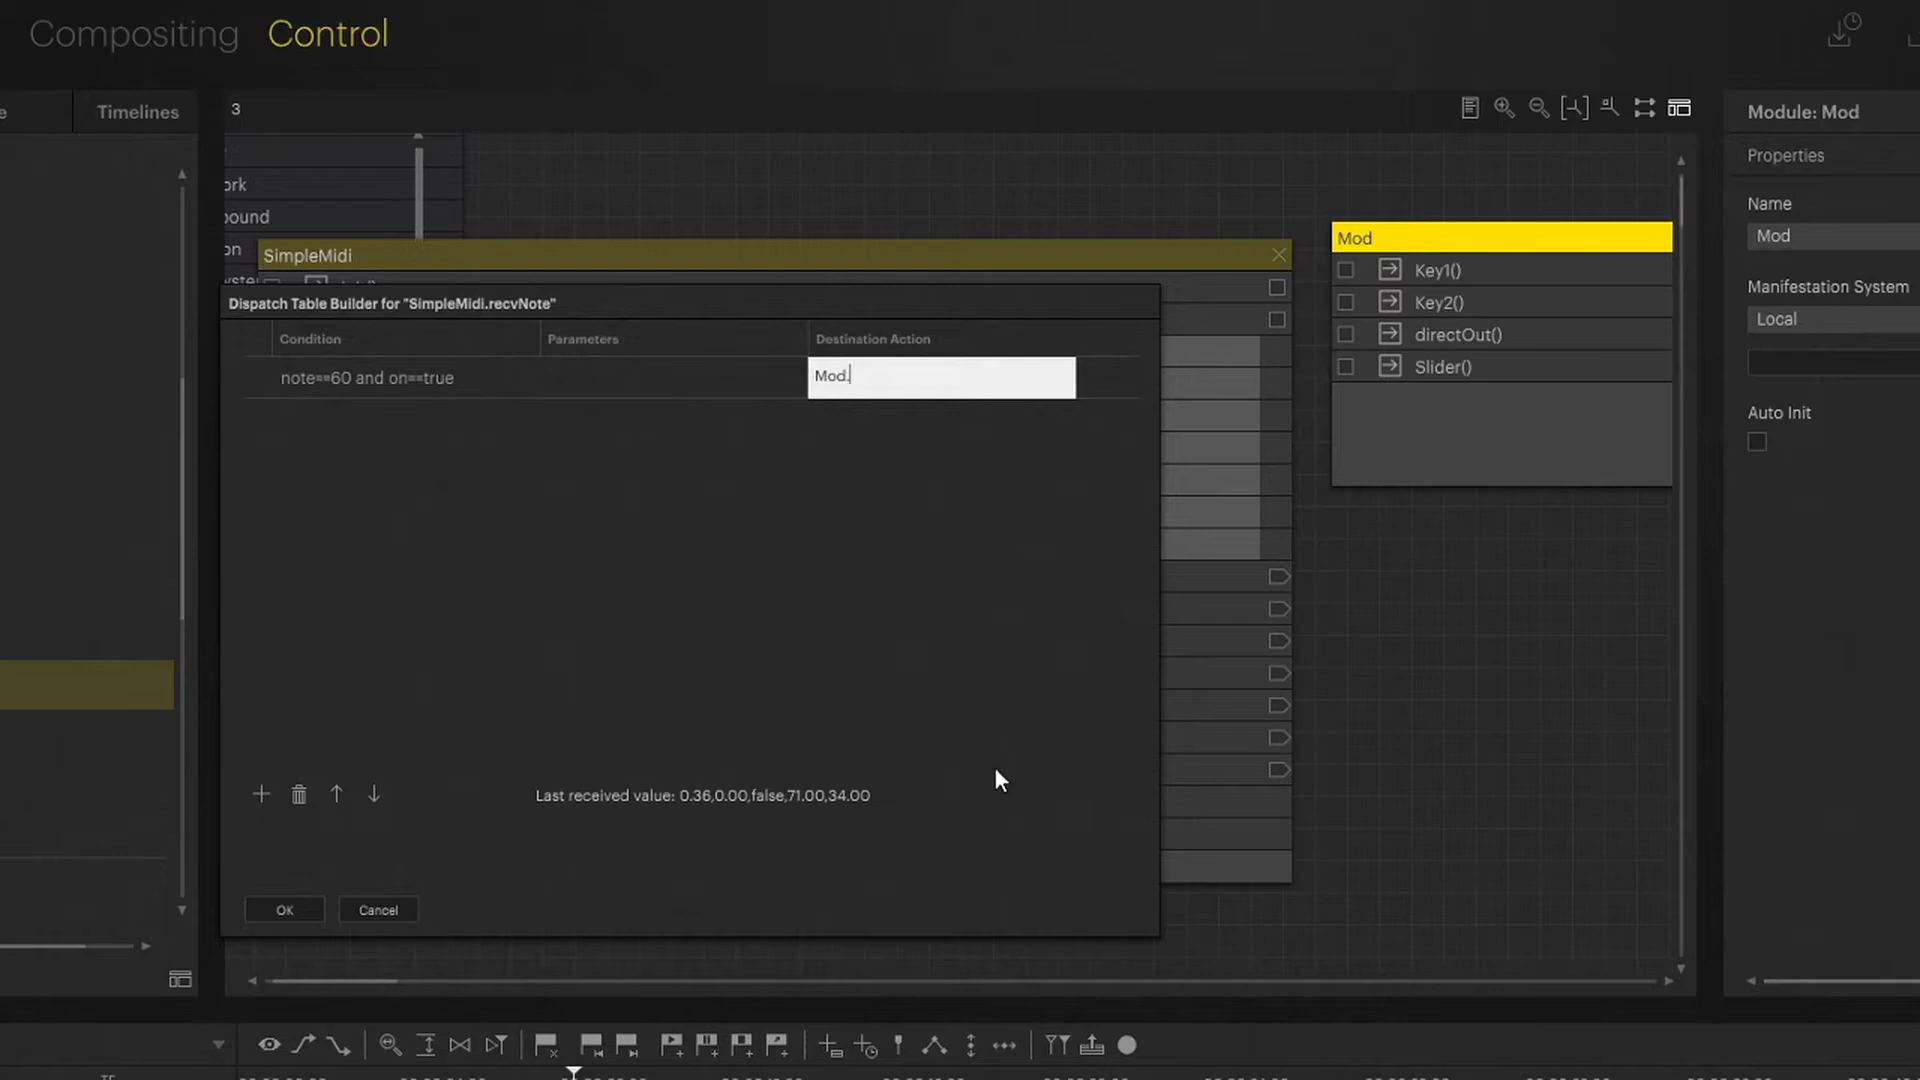 Compositing Control
Timelines
3
Module: Mod
Properties
Name
Mod
Manifestation System
Local
Auto Init
ork
bound
on
SimpleMidi
Dispatch Table Builder for "SimpleMidi.recvNote"
Condition Parameters Destination Action
note==60 and on==true Mod.
Last received value: 0.36,0.00,false,71.00,34.00
OK Cancel
Mod
Key1()
Key2()
directOut()
Slider()